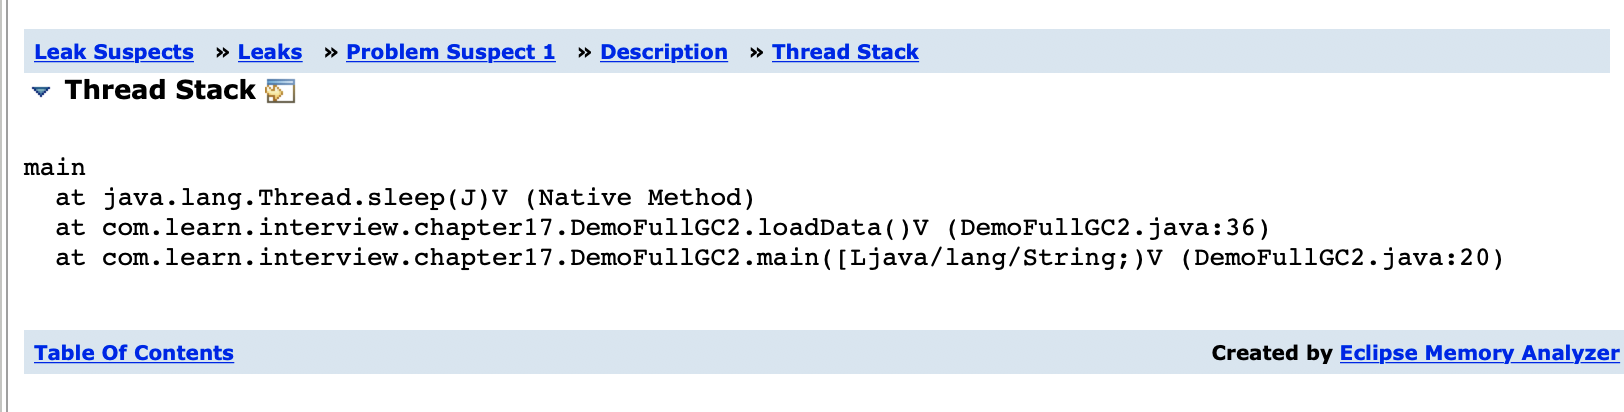 Leak Suspects » Leaks » Problem Suspect 1 » Description » Thread Stack
Thread Stack
main
at java.lang.Thread.sleep(J)V (Native Method)
at com.learn.interview.chapter17.DemoFullGC2.loadData()V (DemoFullGC2.java:36)
at com.learn.interview.chapter17.DemoFullGC2.main([Ljava/lang/String;)V (DemoFullGC2.java:20)
Table Of Contents Created by Eclipse Memory Analyzer